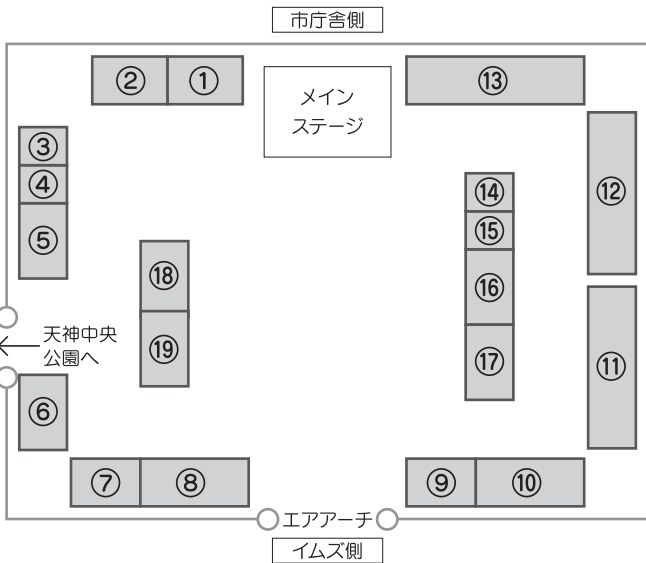 市庁舎側
②
①
メイン
ステージ
⑬
③
④
⑤
⑫
⑭
⑮
⑯
⑰
⑱
⑲
天神中央
公園へ
⑥
⑪
⑦
⑧
⑨
⑩
エアアーチ
イムズ側